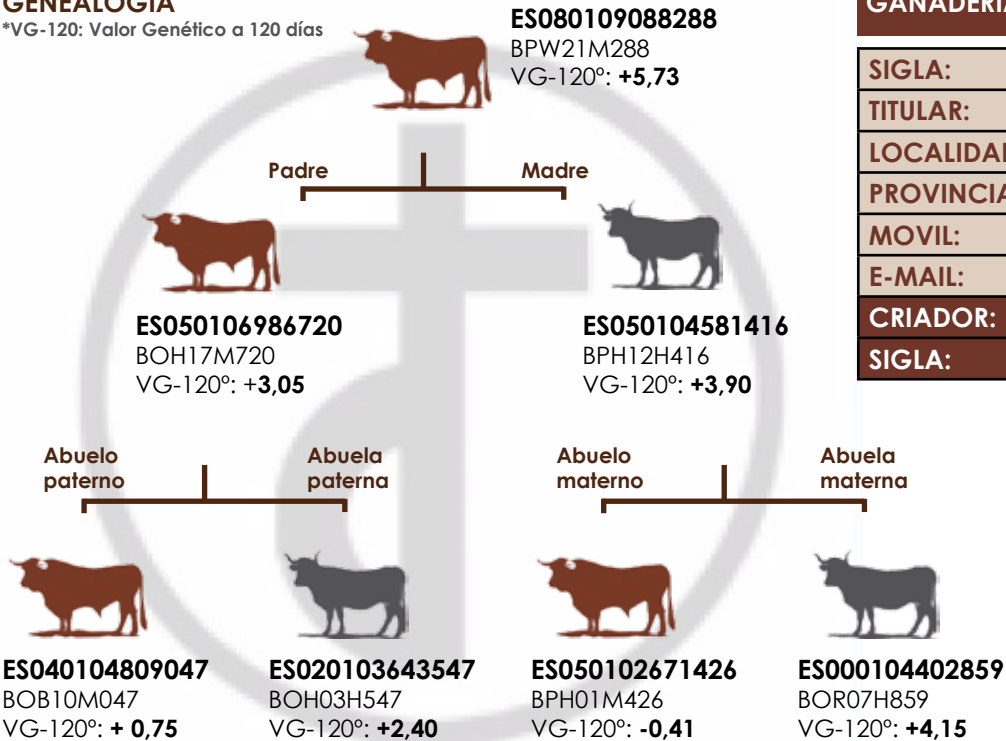 GENEALOGÍA
*VG-120: Valor Genético a 120 días
ES080109088288
BPW21M288
VG-120º: +5,73
Padre
Madre
ES050106986720
BOH17M720
VG-120º: +3,05
ES050104581416
BPH12H416
VG-120º: +3,90
Abuelo
paterno
Abuela
paterna
Abuelo
materno
Abuela
materna
ES040104809047
BOB10M047
VG-120º: + 0,75
ES020103643547
BOH03H547
VG-120º: +2,40
ES050102671426
BPH01M426
VG-120º: -0,41
ES000104402859
BOR07H859
VG-120º: +4,15
GANADERIA
SIGLA:
TITULAR:
LOCALIDA
PROVINCIA
MOVIL:
E-MAIL:
CRIADOR:
SIGLA: